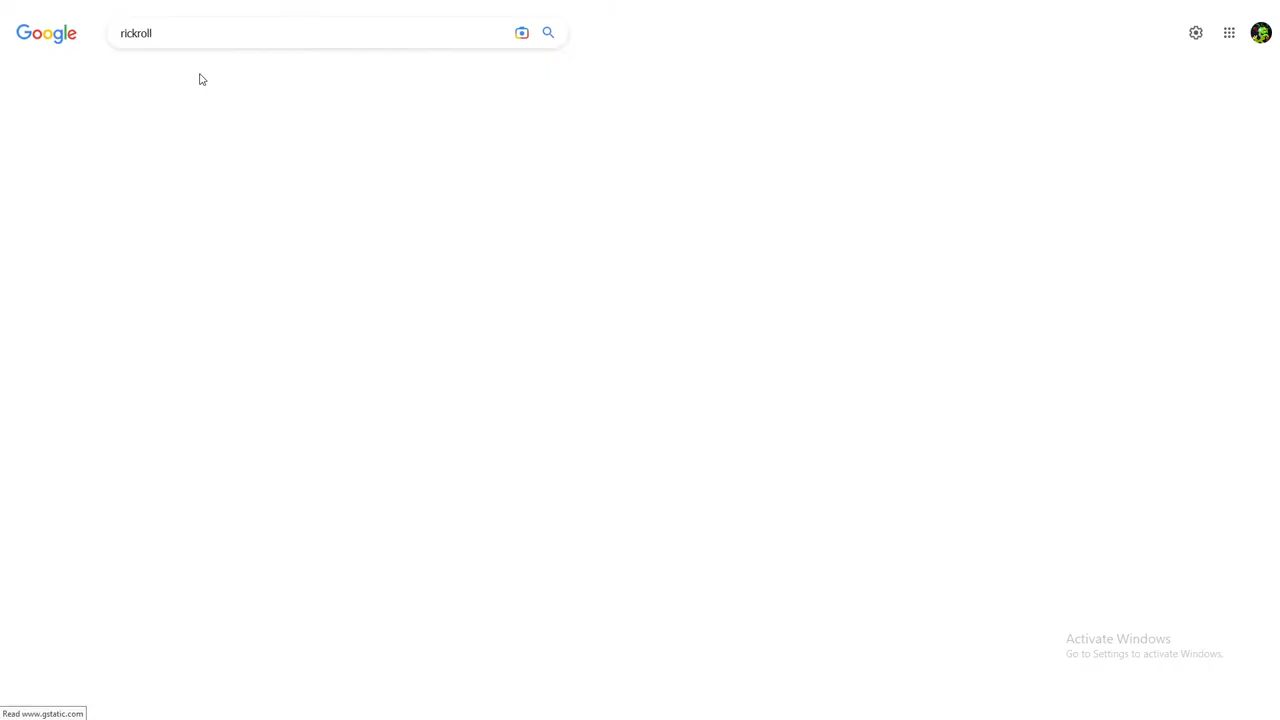 Google
rickroll
Activate Windows
Go to Settings to activate Windows.
Read www.gstatic.com